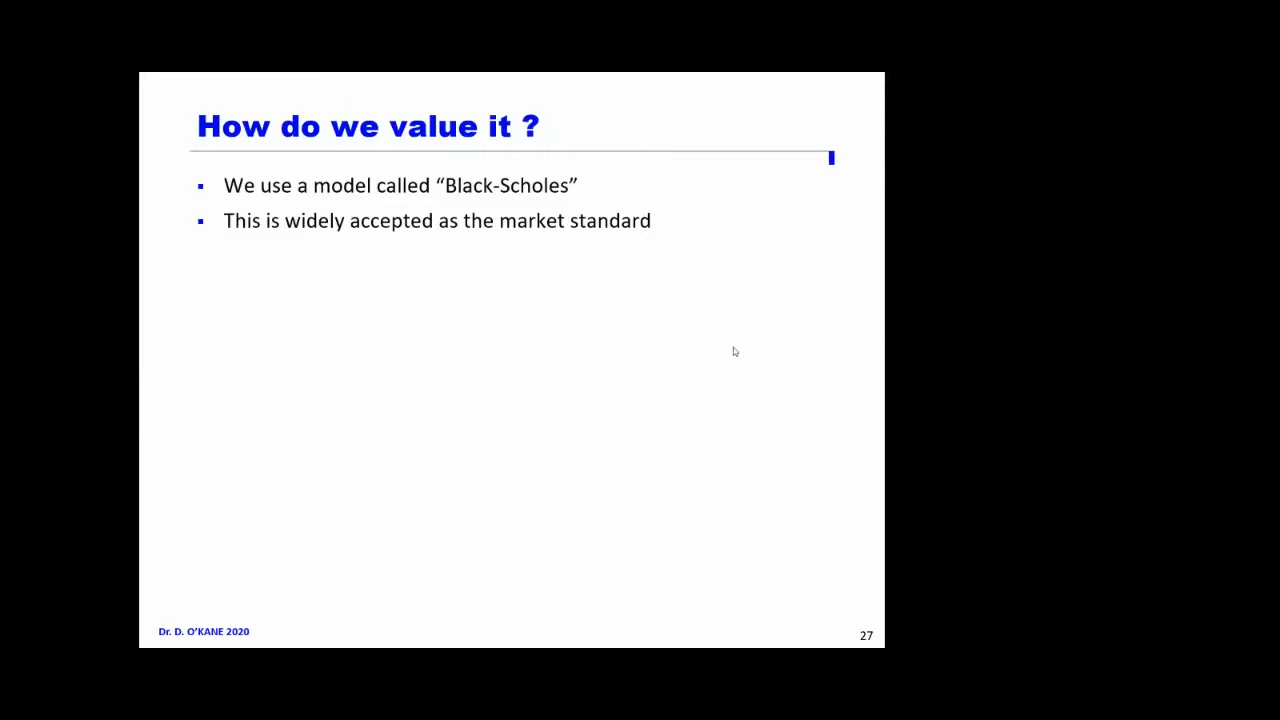 How do we value it ?
▪ We use a model called “Black-Scholes”
▪ This is widely accepted as the market standard
Dr. D. O’KANE 2020
27